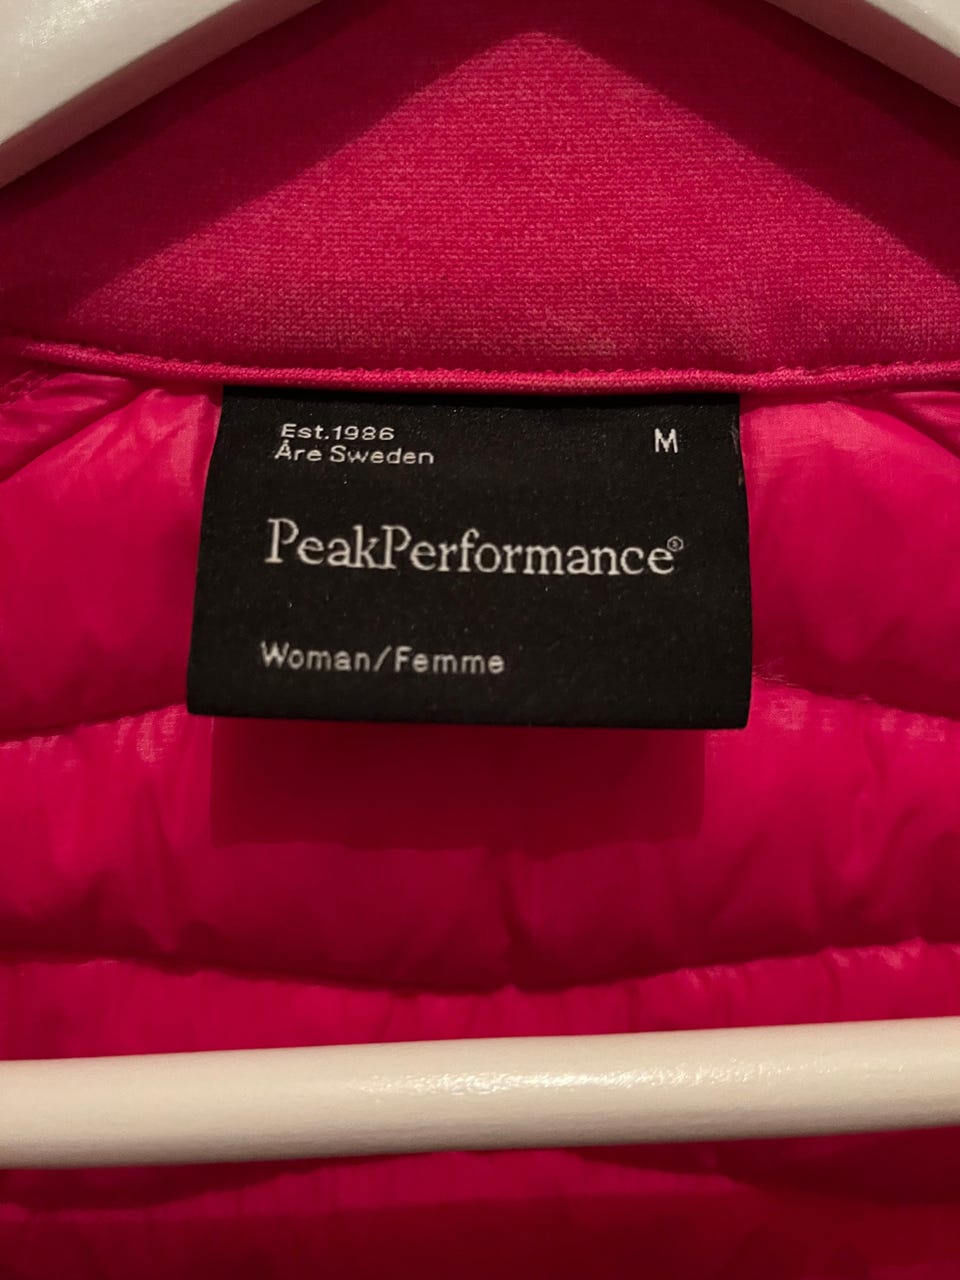 Est.1986
M
Åre Sweden
PeakPerformance®
Woman/Femme